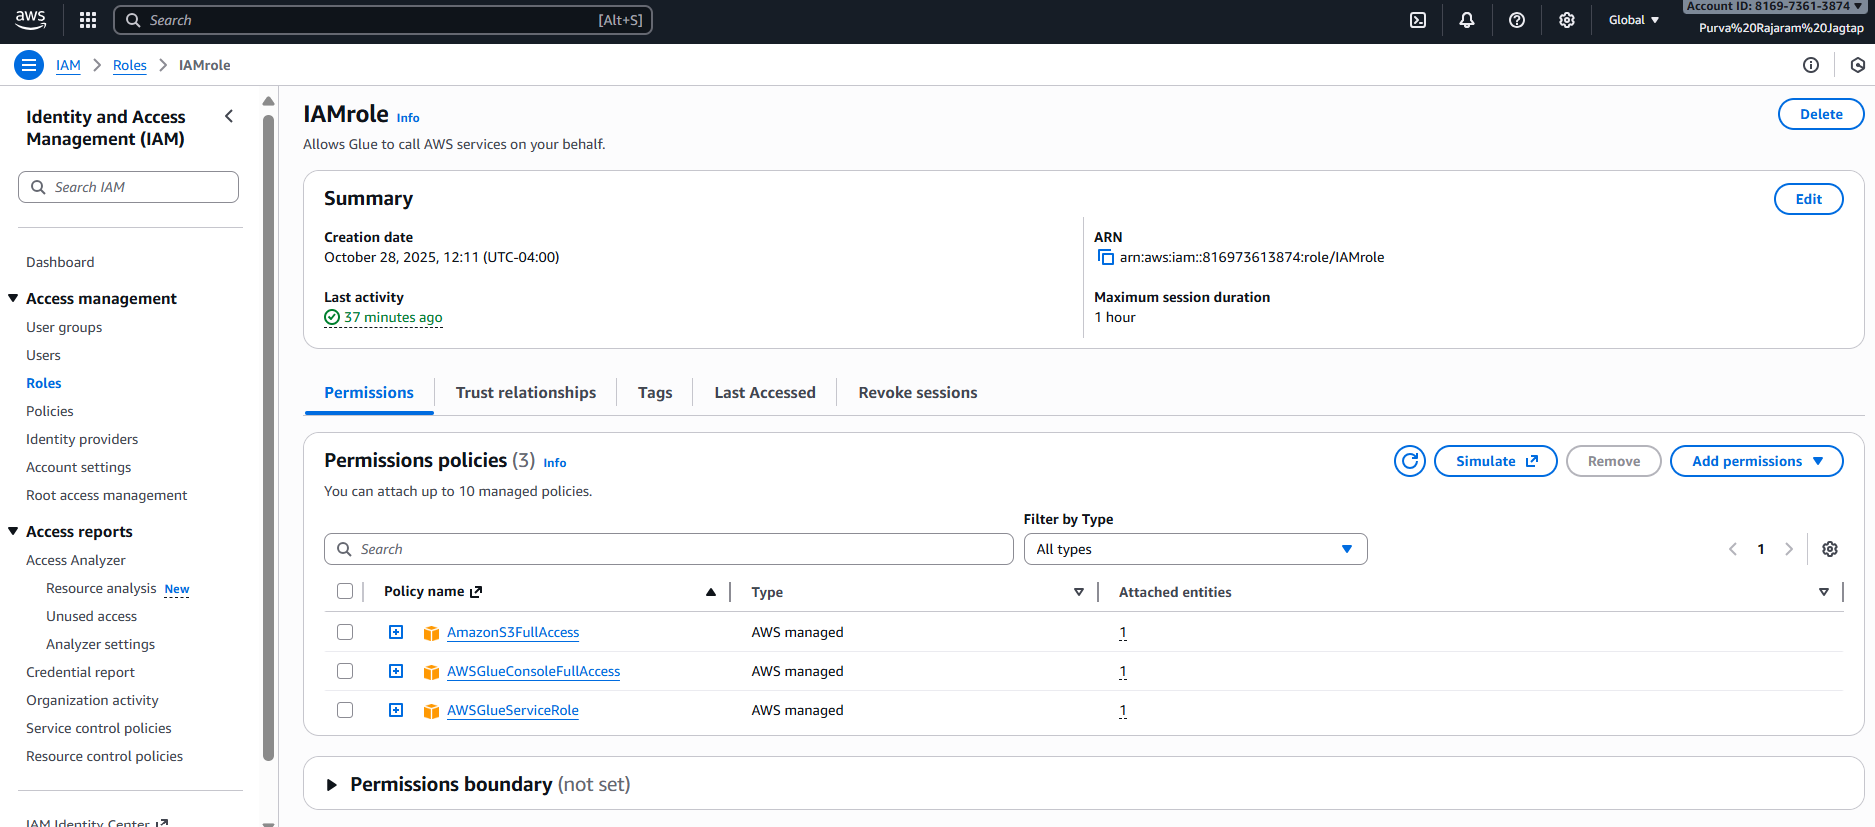 aws
Search
[Alt+S]
Global
Account ID: 8169-7361-3874
Purva%20Rajaram%20Jagtap
IAM
Roles
IAMrole
Identity and Access
Management (IAM)
Search IAM
Dashboard
Access management
User groups
Users
Roles
Policies
Identity providers
Account settings
Root access management
Access reports
Access Analyzer
Resource analysis New
Unused access
Analyzer settings
Credential report
Organization activity
Service control policies
Resource control policies
IAM Identity Center
IAMrole Info
Delete
Allows Glue to call AWS services on your behalf.
Summary
Edit
Creation date
October 28, 2025, 12:11 (UTC-04:00)
ARN
arn:aws:iam::816973613874:role/IAMrole
Last activity
37 minutes ago
Maximum session duration
1 hour
Permissions
Trust relationships
Tags
Last Accessed
Revoke sessions
Permissions policies (3) Info
Simulate
Remove
Add permissions
You can attach up to 10 managed policies.
Filter by Type
Search
All types
1
Policy name
Type
Attached entities
AmazonS3FullAccess
AWS managed
1
AWSGlueConsoleFullAccess
AWS managed
1
AWSGlueServiceRole
AWS managed
1
Permissions boundary (not set)